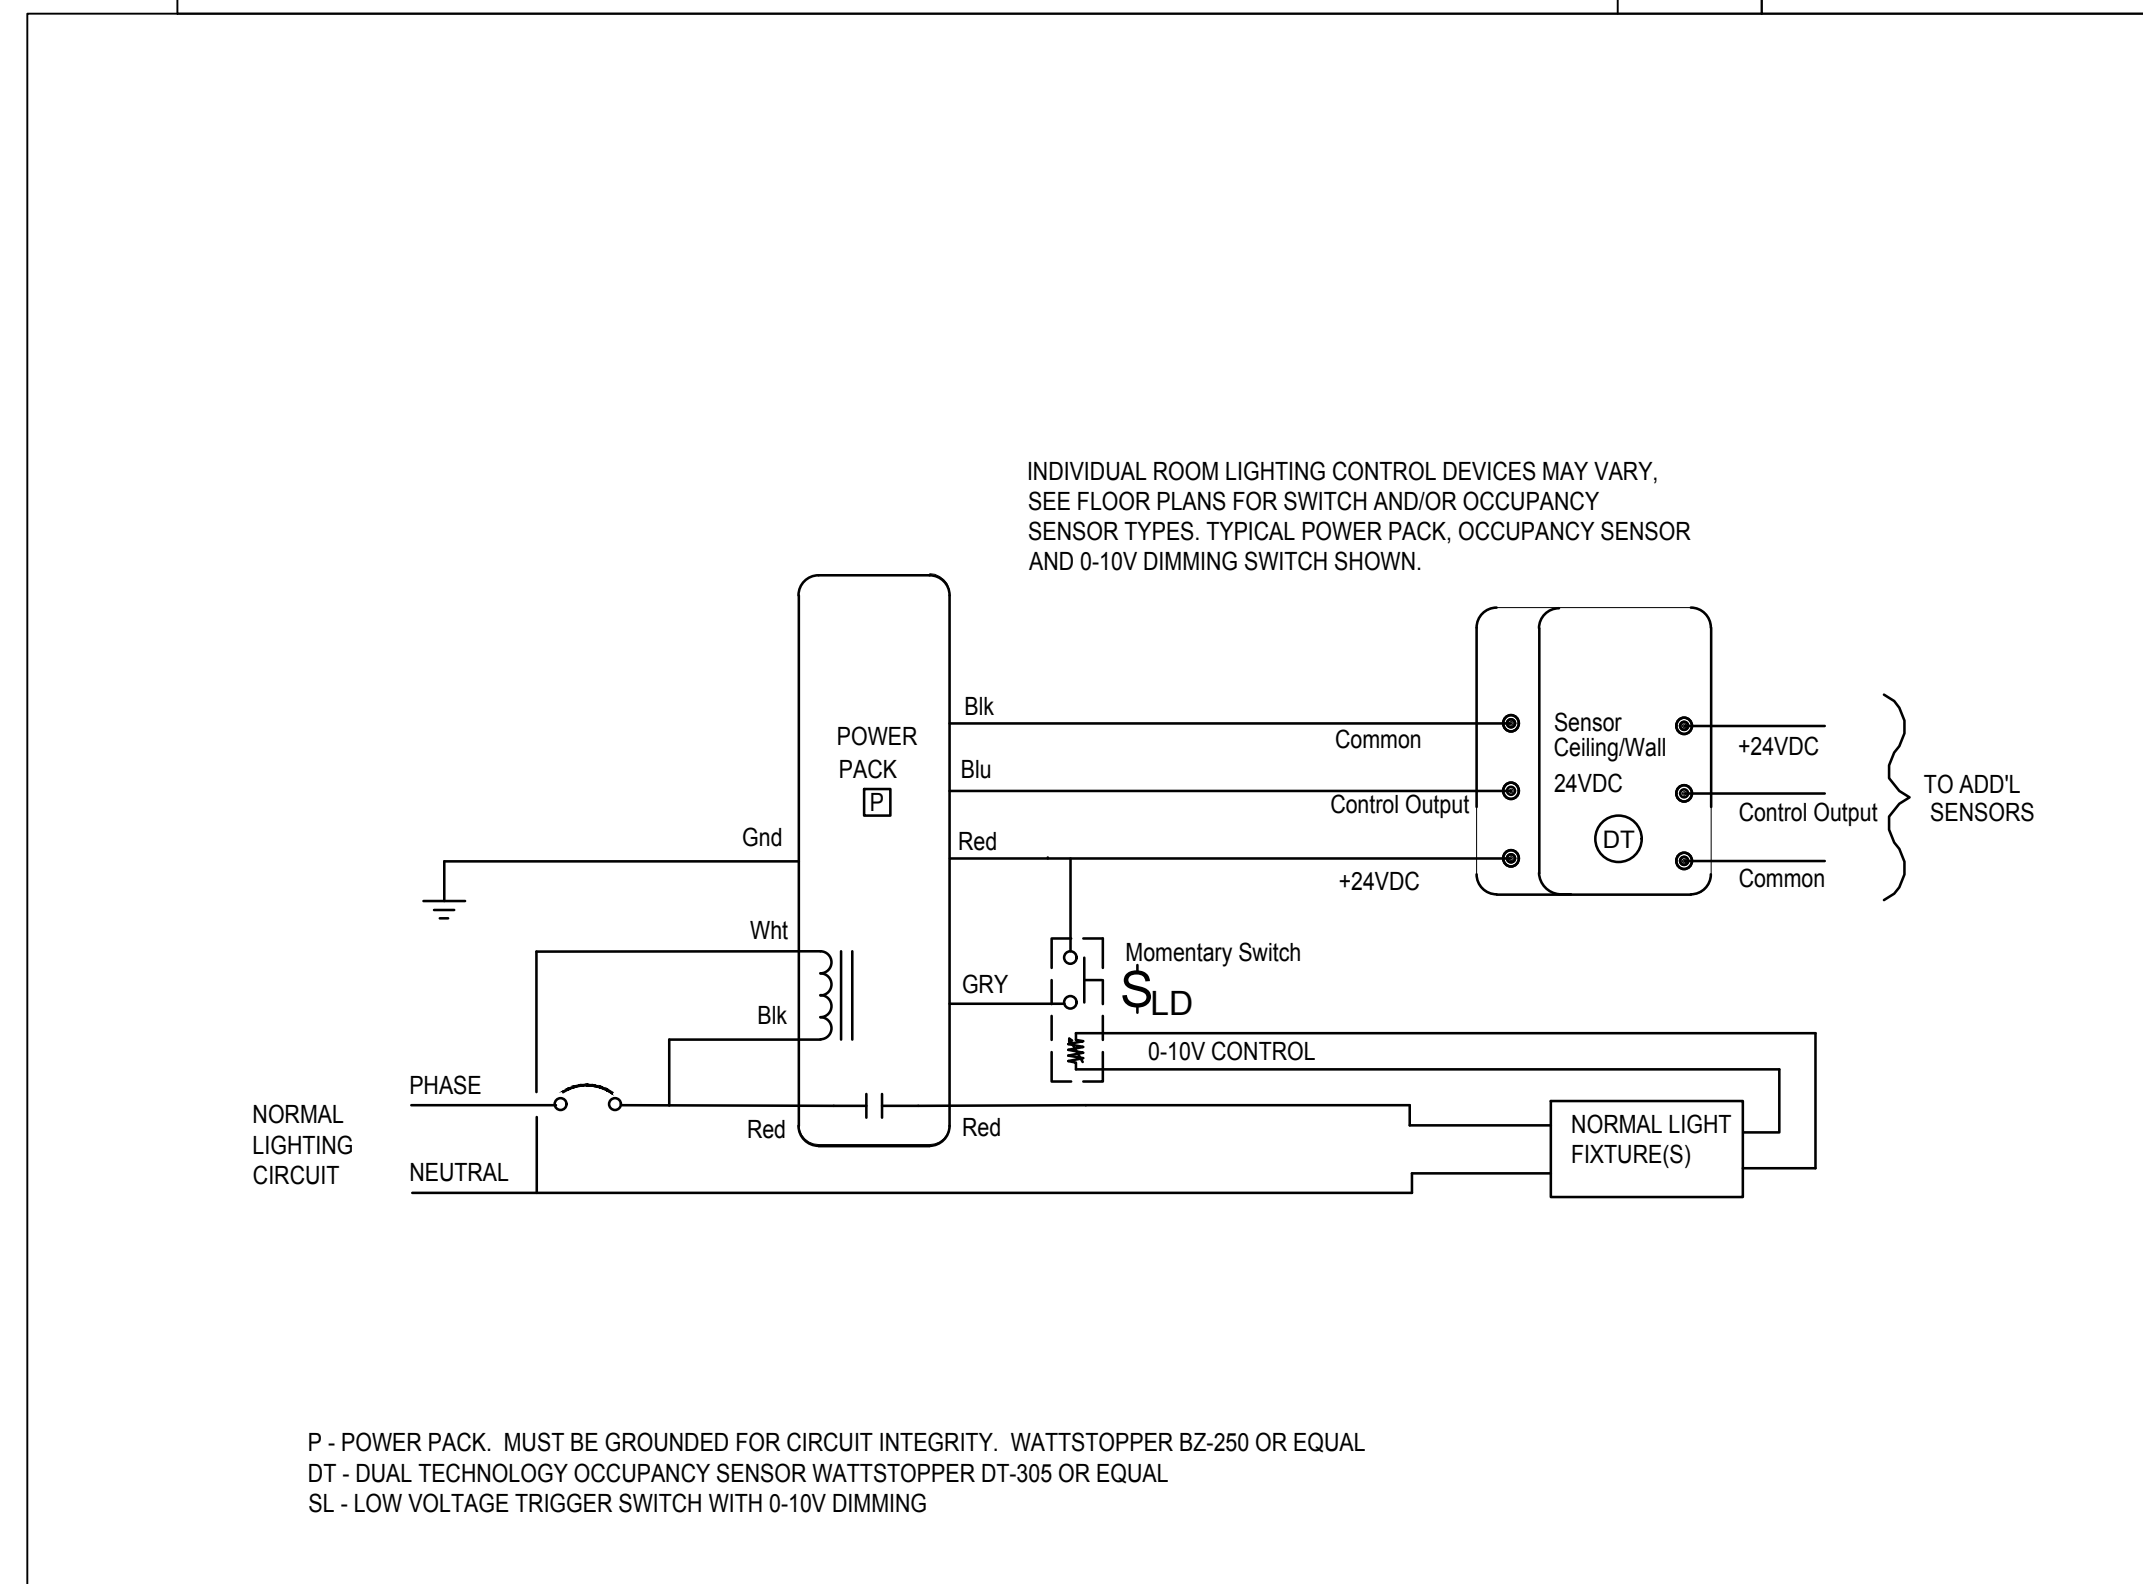 INDIVIDUAL ROOM LIGHTING CONTROL DEVICES MAY VARY,
SEE FLOOR PLANS FOR SWITCH AND/OR OCCUPANCY
SENSOR TYPES. TYPICAL POWER PACK, OCCUPANCY SENSOR
AND 0-10V DIMMING SWITCH SHOWN.
POWER
PACK
P
Blk
Common
Blu
Control Output
Red
+24VDC
Sensor
Ceiling/Wall
24VDC
DT
+24VDC
Control Output
Common
TO ADD'L
SENSORS
Gnd
Wht
Blk
GRY
Momentary Switch
$LD
0-10V CONTROL
NORMAL
LIGHTING
CIRCUIT
PHASE
NEUTRAL
Red
Red
NORMAL LIGHT
FIXTURE(S)
P - POWER PACK. MUST BE GROUNDED FOR CIRCUIT INTEGRITY. WATTSTOPPER BZ-250 OR EQUAL
DT - DUAL TECHNOLOGY OCCUPANCY SENSOR WATTSTOPPER DT-305 OR EQUAL
SL - LOW VOLTAGE TRIGGER SWITCH WITH 0-10V DIMMING